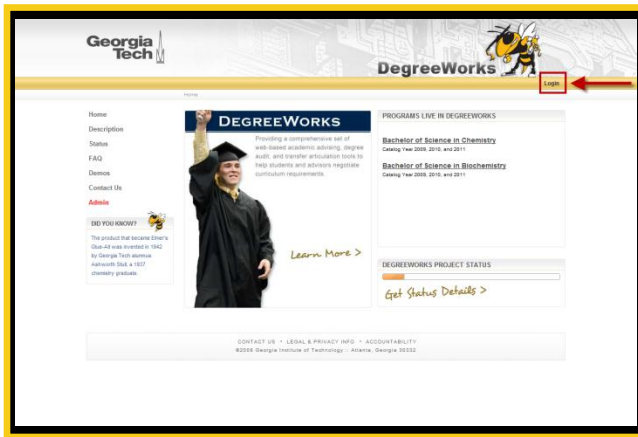 Georgia
Tech
DegreeWorks
Login
Home
Home
Description
Status
FAQ
Demos
Contact Us
Admin
DID YOU KNOW?
The product that became Elmer's
Glue-All was invented in 1942
by Georgia Tech alumnus
Ashworth Stull, a 1937
chemistry graduate.
DEGREEWORKS
Providing a comprehensive set of
web-based academic advising, degree
audit, and transfer articulation tools to
help students and advisors negotiate
curriculum requirements.
Learn More >
PROGRAMS LIVE IN DEGREEWORKS
Bachelor of Science in Chemistry
Catalog Year 2009, 2010, and 2011
Bachelor of Science in Biochemistry
Catalog Year 2009, 2010, and 2011
DEGREEWORKS PROJECT STATUS
Get Status Details >
CONTACT US • LEGAL & PRIVACY INFO • ACCOUNTABILITY
©2009 Georgia Institute of Technology :: Atlanta, Georgia 30332